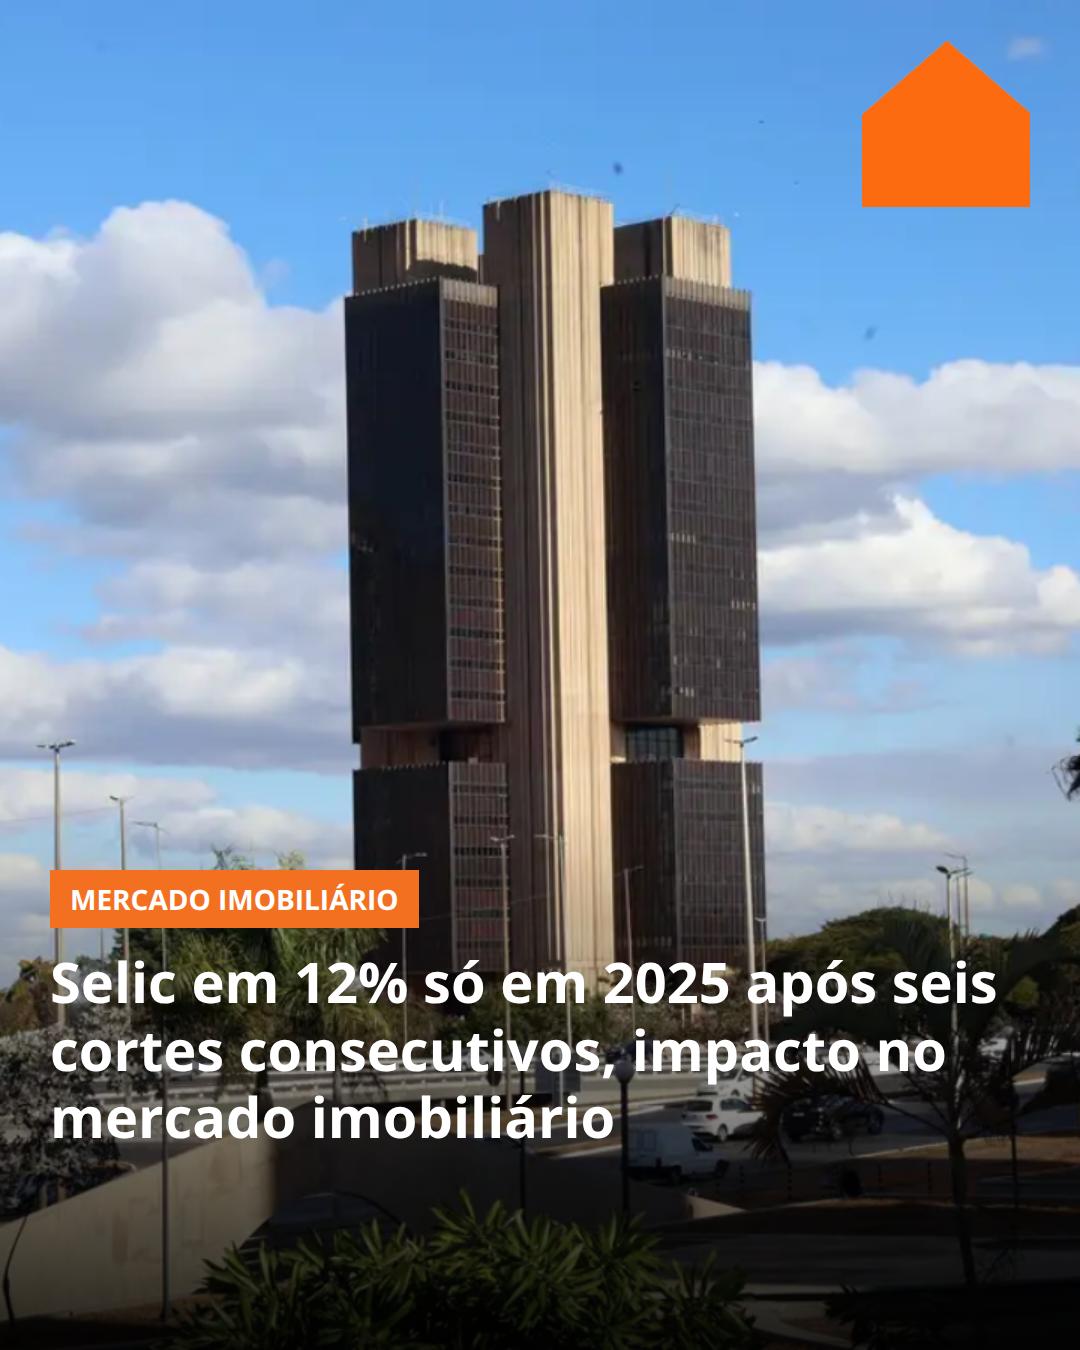 MERCADO IMOBILIÁRIO
Selic em 12% só em 2025 após seis
cortes consecutivos, impacto no
mercado imobiliário